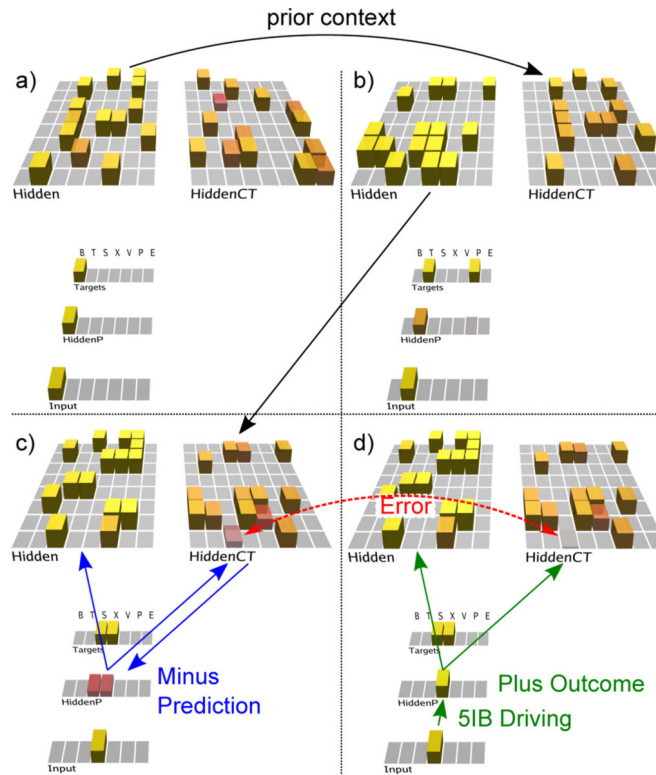 prior context
a)
b)
Hidden
HiddenCT
Hidden
HiddenCT
B T S X V P E
Targets
HiddenP
Input
B T S X V P E
Targets
HiddenP
Input
c)
d)
Error
Hidden
HiddenCT
Hidden
HiddenCT
B T S X V P E
Targets
HiddenP
Minus
Prediction
Input
B T S X V P E
Targets
HiddenP
Plus Outcome
5IB Driving
Input